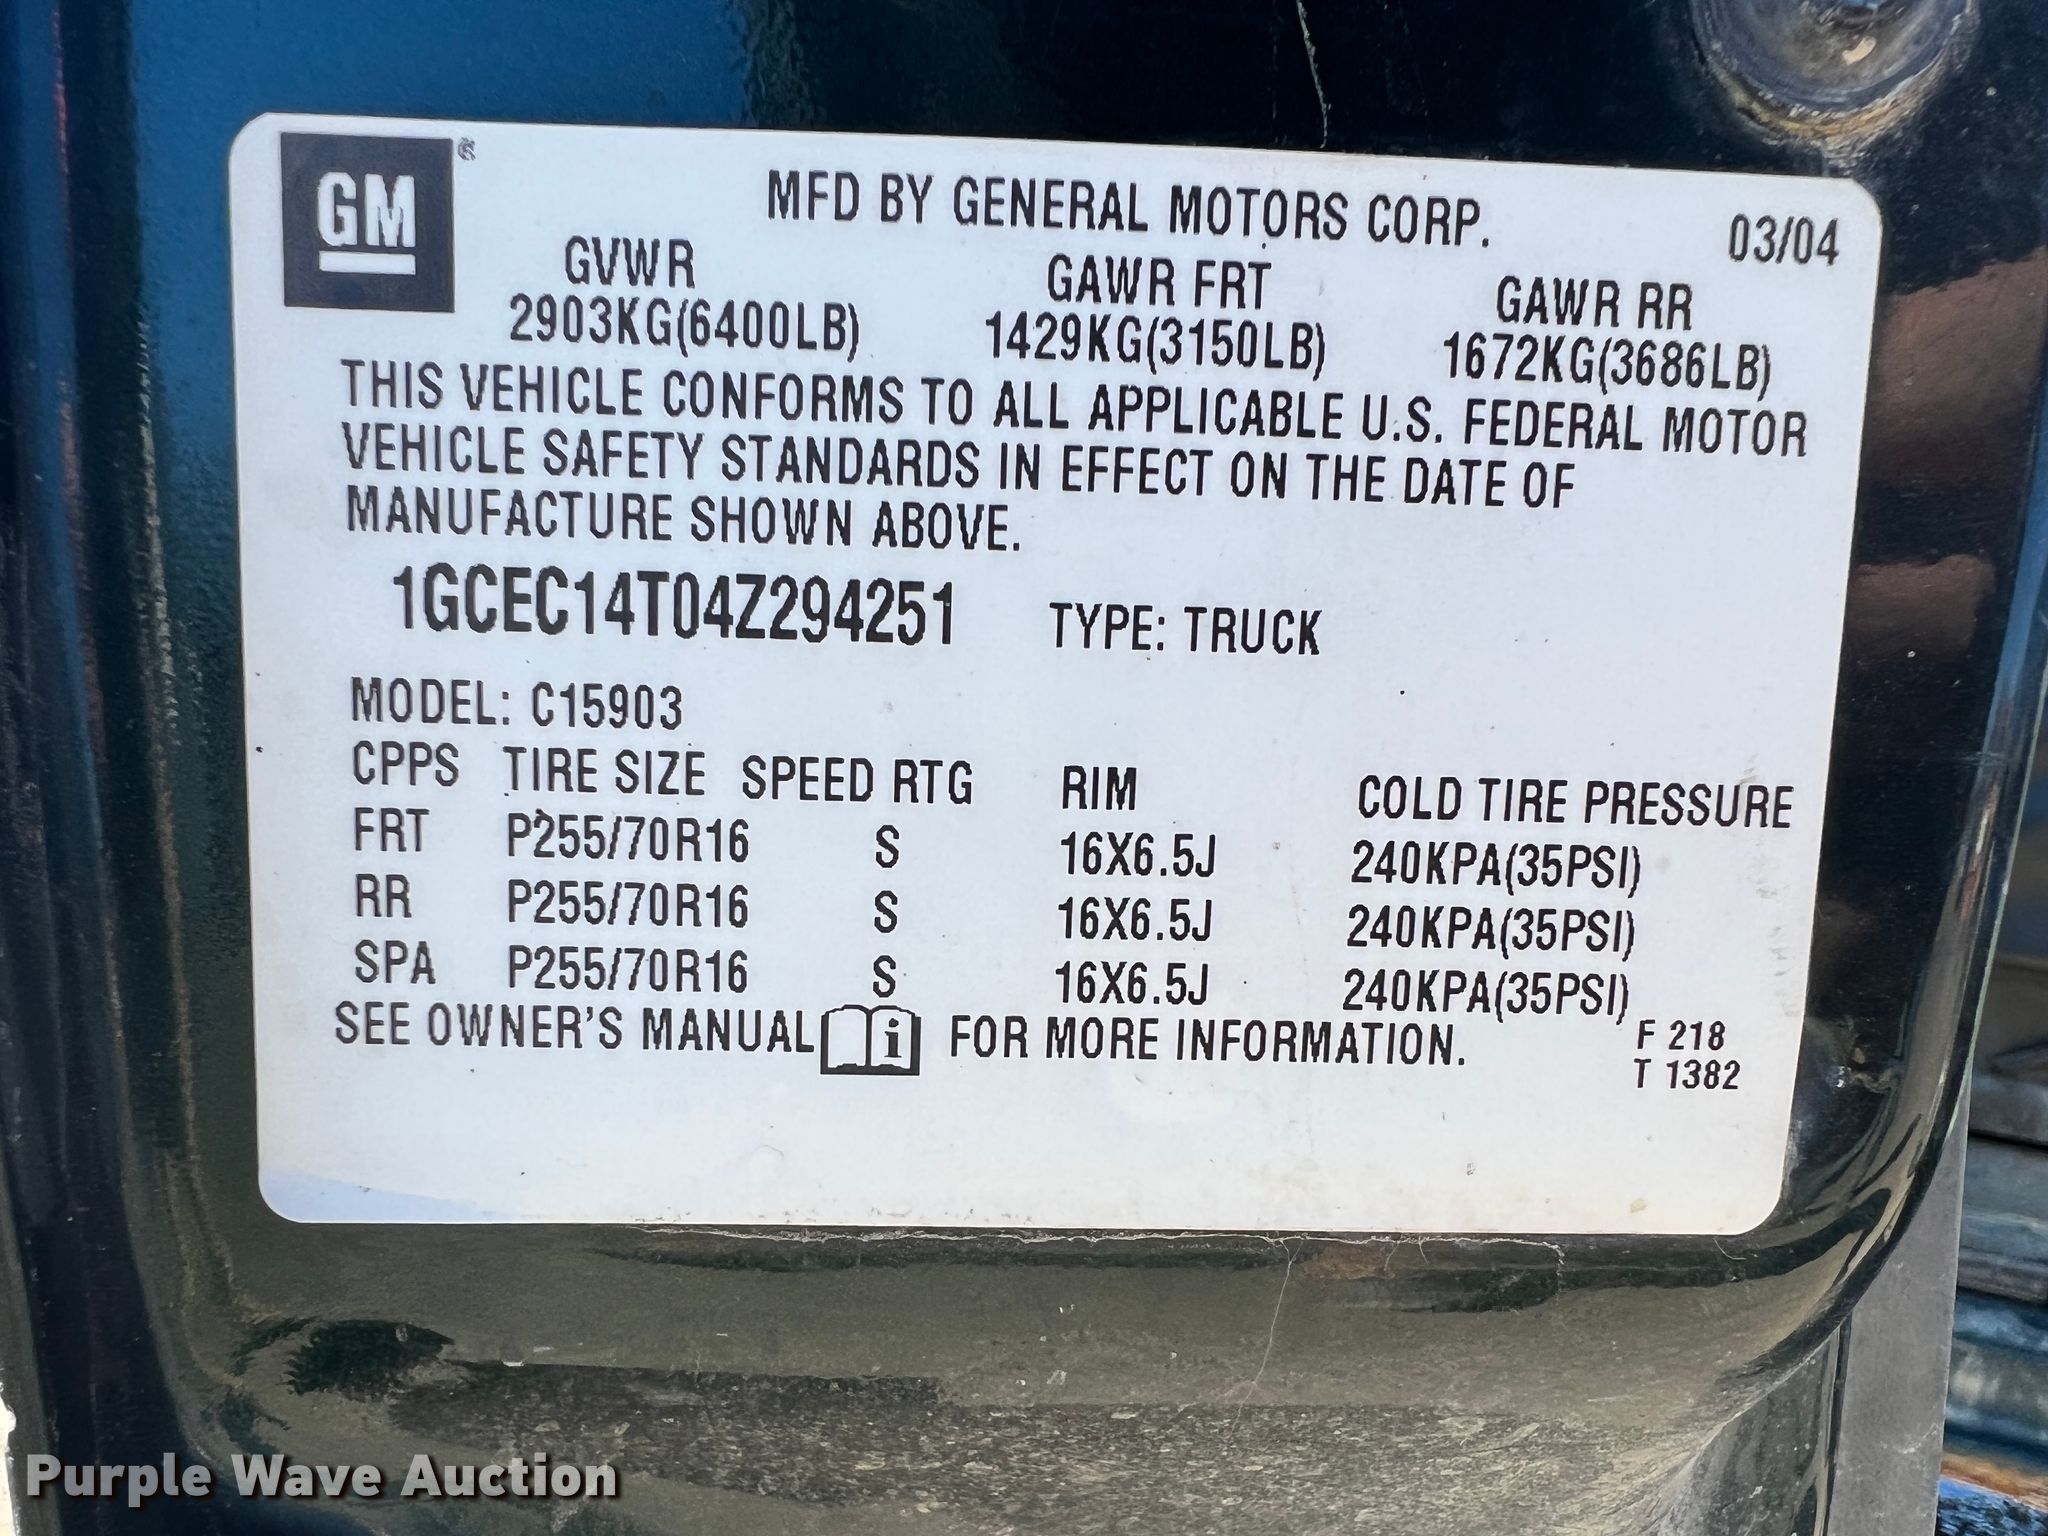 GM®
MFD BY GENERAL MOTORS CORP. 03/04
GVWR GAWR FRT GAWR RR
2903KG(6400LB) 1429KG(3150LB) 1672KG(3686LB)
THIS VEHICLE CONFORMS TO ALL APPLICABLE U.S. FEDERAL MOTOR
VEHICLE SAFETY STANDARDS IN EFFECT ON THE DATE OF
MANUFACTURE SHOWN ABOVE.
1GCEC14T04Z294251 TYPE: TRUCK
MODEL: C15903
CPPS TIRE SIZE SPEED RTG RIM COLD TIRE PRESSURE
FRT P255/70R16 S 16X6.5J 240KPA(35PSI)
RR P255/70R16 S 16X6.5J 240KPA(35PSI)
SPA P255/70R16 S 16X6.5J 240KPA(35PSI)
SEE OWNER'S MANUAL i FOR MORE INFORMATION.
F 218
T 1382
Purple Wave Auction